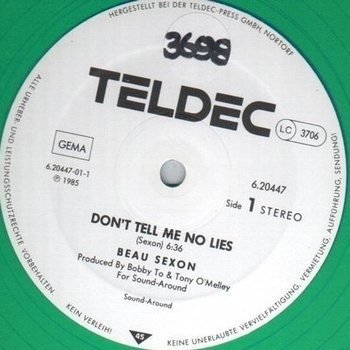 HERGESTELLT BEI DER TELDEC-PRESS GMBH, NORTORF
3698
TELDEC
GEMA
LC 3706
6.20447-01-1
℗ 1985
6.20447
Side 1 STEREO
DON'T TELL ME NO LIES
(Sexon) 6:36
BEAU SEXON
Produced By Bobby To & Tony O'Melley
For Sound-Around
Sound-Around
45
ALLE URHEBER- UND LEISTUNGSSCHUTZRECHTE VORBEHALTEN
KEIN VERLEIH!
KEINE UNERLAUBTE VERVIELFÄLTIGUNG, VERMIETUNG, AUFFÜHRUNG, SENDUNG!